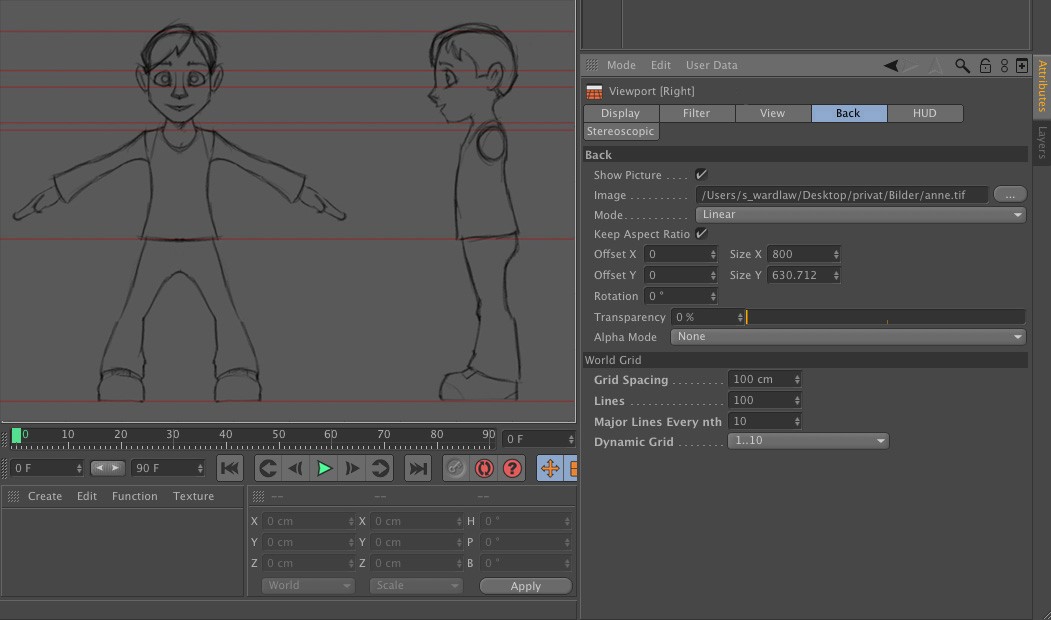 Mode Edit User Data
Attributes
Layers
Viewport [Right]
Display Filter View Back HUD
Stereoscopic
Back
Show Picture . . . .
Image . . . . . . . . . . /Users/s_wardlaw/Desktop/privat/Bilder/anne.tif ...
Mode. . . . . . . . . . . Linear
Keep Aspect Ratio
Offset X 0 Size X 800
Offset Y 0 Size Y 630.712
Rotation 0 °
Transparency 0 %
Alpha Mode None
World Grid
Grid Spacing . . . . . . . . . 100 cm
Lines . . . . . . . . . . . . . . . . 100
Major Lines Every nth 10
Dynamic Grid . . . . . . . . 1..10
0 10 20 30 40 50 60 70 80 90 0 F
0 F 90 F
Create Edit Function Texture
-- -- --
X 0 cm X 0 cm H 0 °
Y 0 cm Y 0 cm P 0 °
Z 0 cm Z 0 cm B 0 °
World Scale Apply